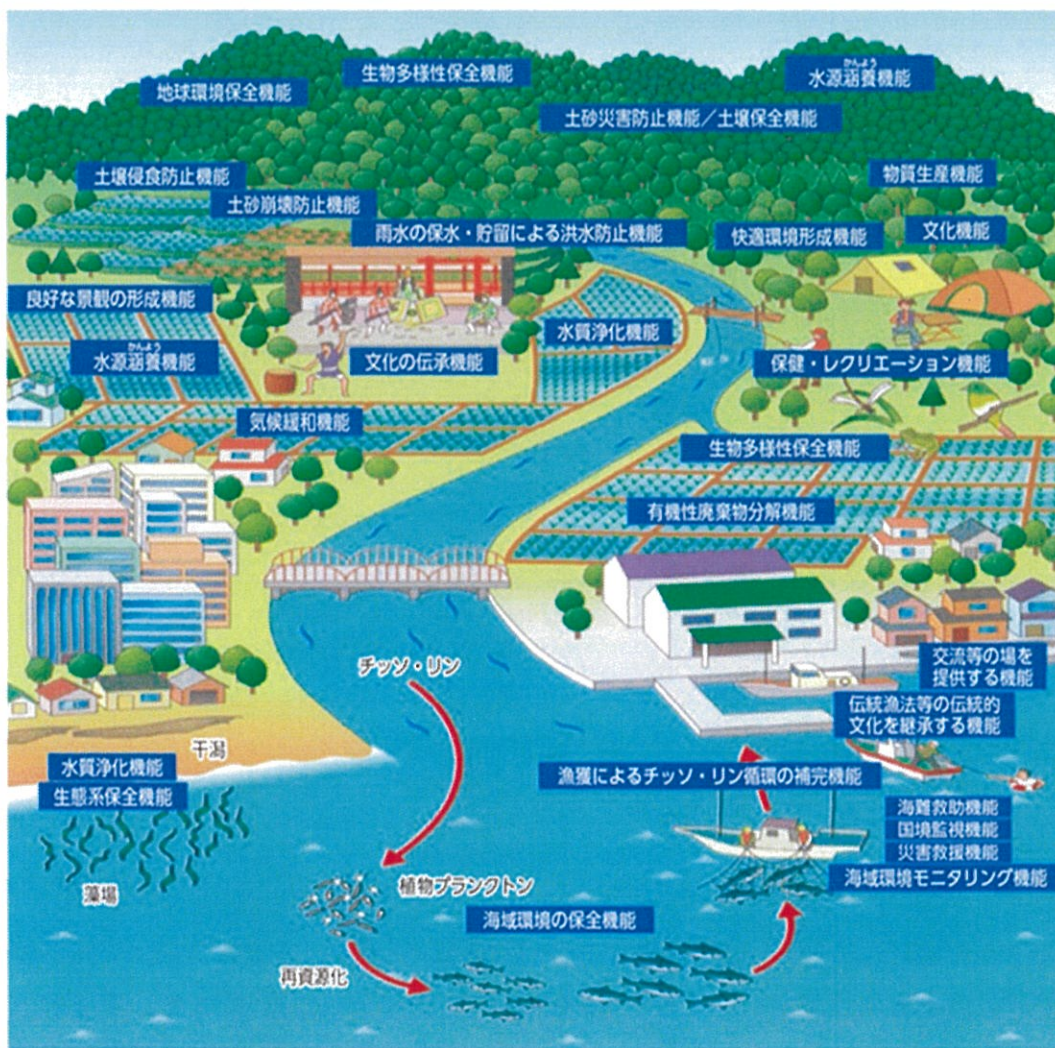 生物多様性保全機能
かんよう
水源涵養機能
地球環境保全機能
土砂災害防止機能／土壌保全機能
土壌侵食防止機能
物質生産機能
土砂崩壊防止機能
雨水の保水・貯留による洪水防止機能
快適環境形成機能
文化機能
良好な景観の形成機能
水質浄化機能
かんよう
水源涵養機能
文化の伝承機能
保健・レクリエーション機能
気候緩和機能
生物多様性保全機能
有機性廃棄物分解機能
チッソ・リン
交流等の場を
提供する機能
伝統漁法等の伝統的
文化を継承する機能
干潟
水質浄化機能
生態系保全機能
漁獲によるチッソ・リン循環の補完機能
海難救助機能
国境監視機能
災害救援機能
海域環境モニタリング機能
藻場
植物プランクトン
海域環境の保全機能
再資源化